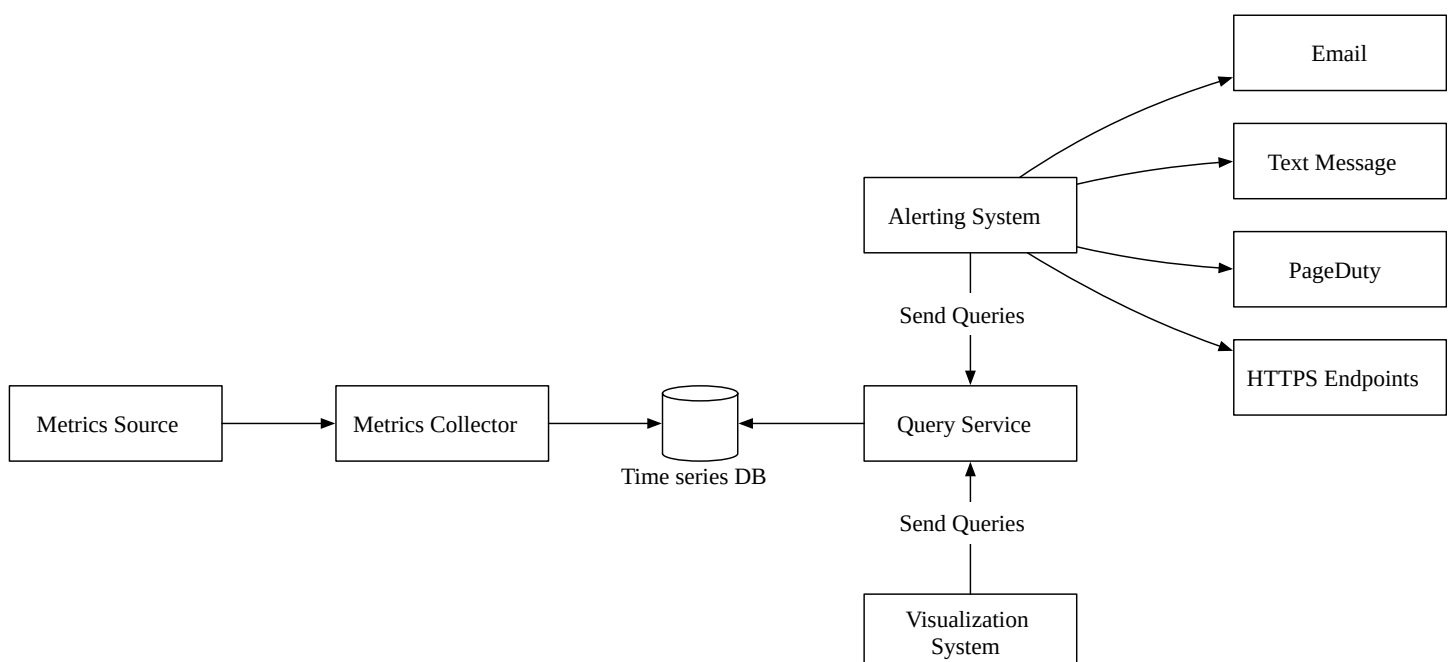 Email
Text Message
Alerting System
PageDuty
Send Queries
HTTPS Endpoints
Metrics Source
Metrics Collector
Query Service
Time series DB
Send Queries
Visualization
System